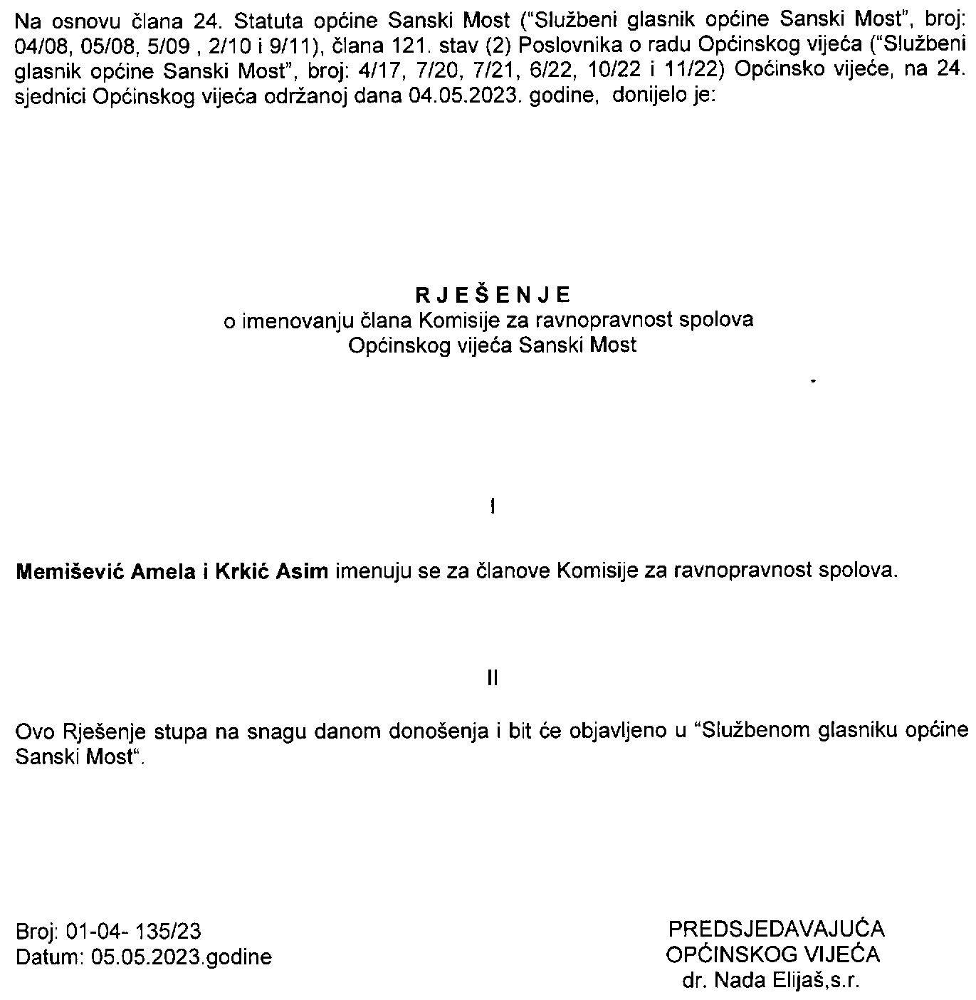 Na osnovu člana 24. Statuta općine Sanski Most (“Službeni glasnik općine Sanski Most”, broj:
04/08, 05/08, 5/09 , 2/10 i 9/11), člana 121. stav (2) Poslovnika o radu Općinskog vijeća (“Službeni
glasnik općine Sanski Most”, broj: 4/17, 7/20, 7/21, 6/22, 10/22 i 11/22) Općinsko vijeće, na 24.
sjednici Općinskog vijeća održanoj dana 04.05.2023. godine, donijelo je:
R J E Š E N J E
o imenovanju člana Komisije za ravnopravnost spolova
Općinskog vijeća Sanski Most
I
Memišević Amela i Krkić Asim imenuju se za članove Komisije za ravnopravnost spolova.
II
Ovo Rješenje stupa na snagu danom donošenja i bit će objavljeno u “Službenom glasniku općine
Sanski Most“.
Broj: 01-04- 135/23
Datum: 05.05.2023.godine
PREDSJEDAVAJUĆA
OPĆINSKOG VIJEĆA
dr. Nada Elijaš,s.r.